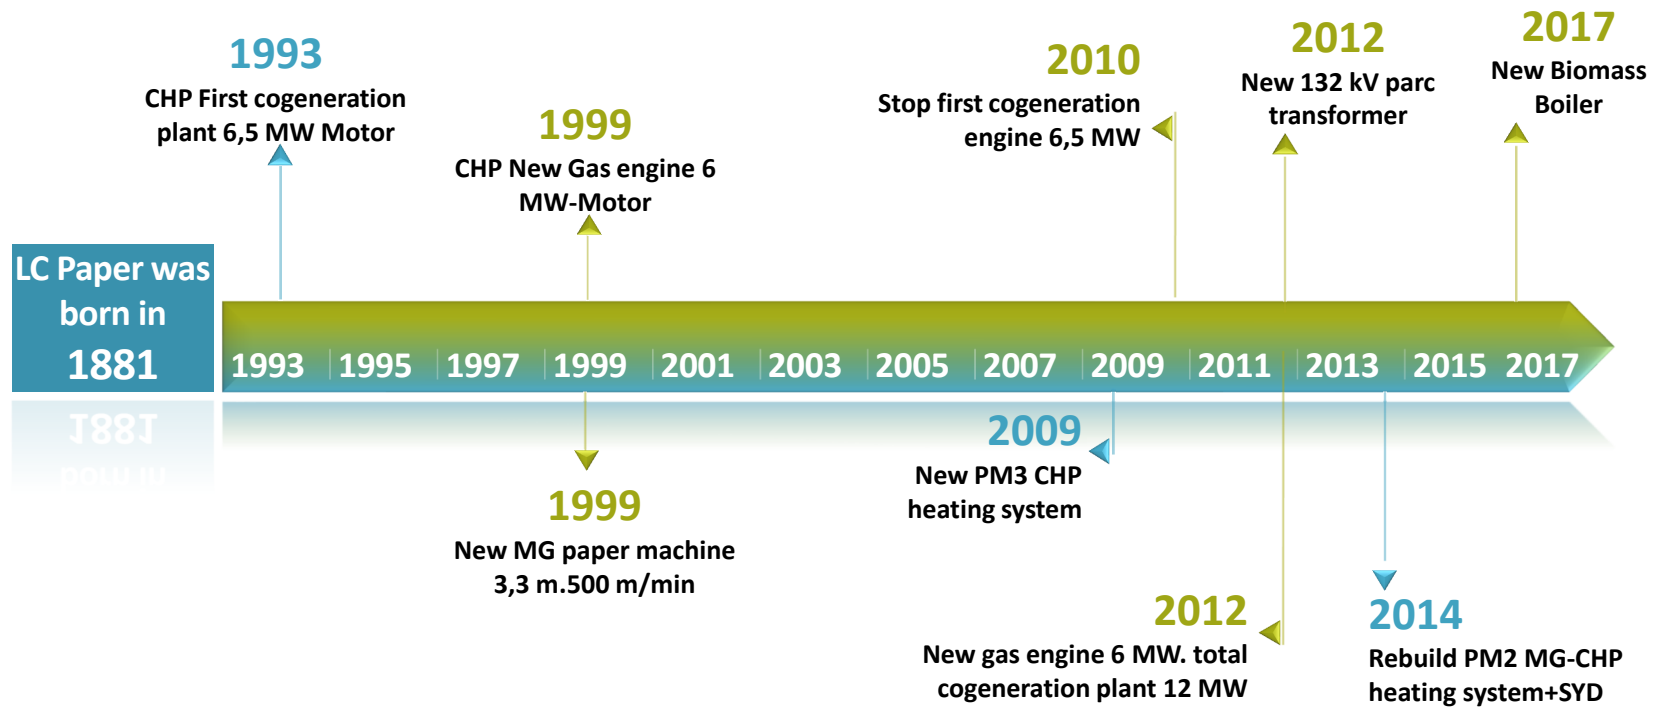 1993
CHP First cogeneration
plant 6,5 MW Motor
1999
CHP New Gas engine 6
MW-Motor
2010
Stop first cogeneration
engine 6,5 MW
2012
New 132 kV parc
transformer
2017
New Biomass
Boiler
LC Paper was
born in
1881
1993 1995 1997 1999 2001 2003 2005 2007 2009 2011 2013 2015 2017
1999
New MG paper machine
3,3 m.500 m/min
2009
New PM3 CHP
heating system
2012
New gas engine 6 MW. total
cogeneration plant 12 MW
2014
Rebuild PM2 MG-CHP
heating system+SYD